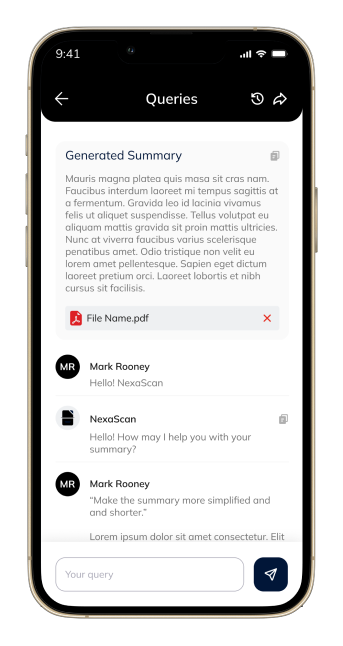 9:41
Queries
Generated Summary
Mauris magna platea quis masa sit cras nam.
Faucibus interdum laoreet mi tempus sagittis at
a fermentum. Gravida leo id lacinia vivamus
felis ut aliquet suspendisse. Tellus volutpat eu
aliquam mattis gravida sit proin mattis ultricies.
Nunc at viverra faucibus varius scelerisque
penatibus amet. Odio tristique non velit eu
lorem amet pellentesque. Sapien eget dictum
laoreet pretium orci. Laoreet lobortis et nibh
cursus sit facilisis.
File Name.pdf
MR
Mark Rooney
Hello! NexaScan
NexaScan
Hello! How may I help you with your
summary?
MR
Mark Rooney
“Make the summary more simplified and
and shorter.”
Lorem ipsum dolor sit amet consectetur. Elit
Your query